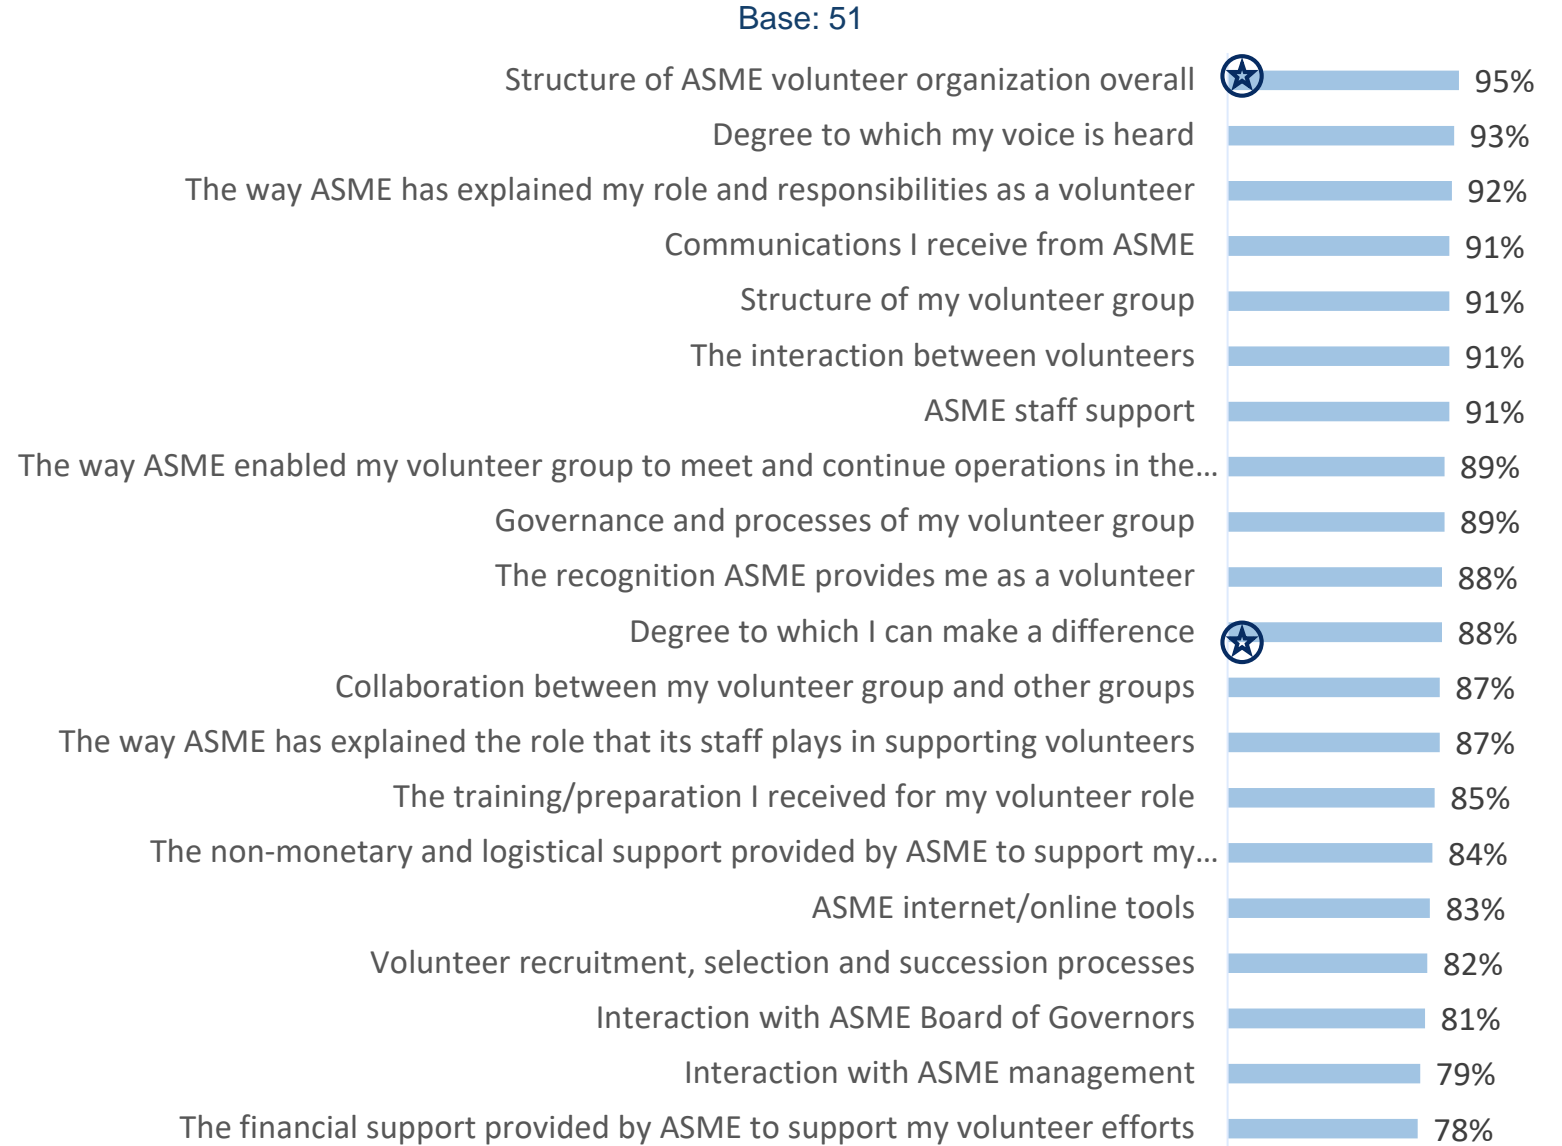 Base: 51
Structure of ASME volunteer organization overall 95%
Degree to which my voice is heard 93%
The way ASME has explained my role and responsibilities as a volunteer 92%
Communications I receive from ASME 91%
Structure of my volunteer group 91%
The interaction between volunteers 91%
ASME staff support 91%
The way ASME enabled my volunteer group to meet and continue operations in the... 89%
Governance and processes of my volunteer group 89%
The recognition ASME provides me as a volunteer 88%
Degree to which I can make a difference 88%
Collaboration between my volunteer group and other groups 87%
The way ASME has explained the role that its staff plays in supporting volunteers 87%
The training/preparation I received for my volunteer role 85%
The non-monetary and logistical support provided by ASME to support my... 84%
ASME internet/online tools 83%
Volunteer recruitment, selection and succession processes 82%
Interaction with ASME Board of Governors 81%
Interaction with ASME management 79%
The financial support provided by ASME to support my volunteer efforts 78%